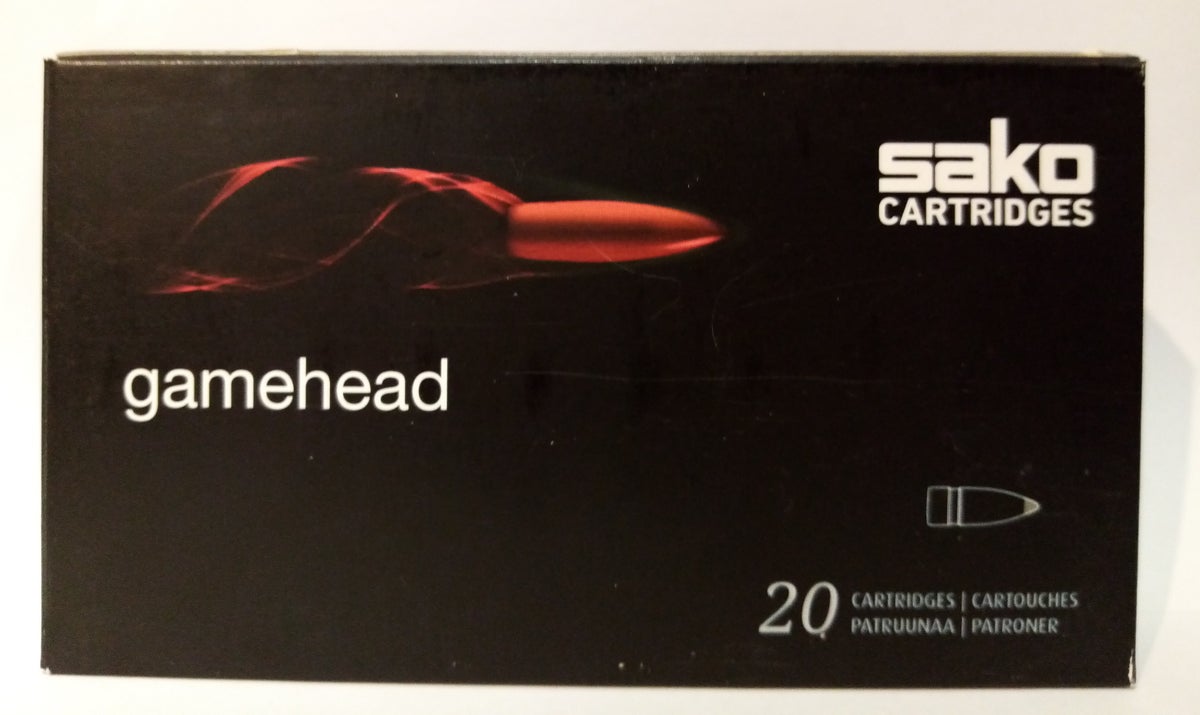 sako
CARTRIDGES
gamehead
20 CARTRIDGES | CARTOUCHES
PATRUUNAA | PATRONER